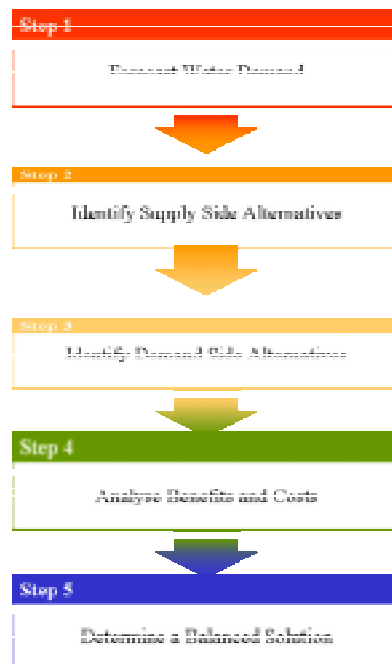 Step 1
Forecast Water Demand
Step 2
Identify Supply Side Alternatives
Step 3
Identify Demand Side Alternatives
Step 4
Analyse Benefits and Costs
Step 5
Determine a Balanced Solution